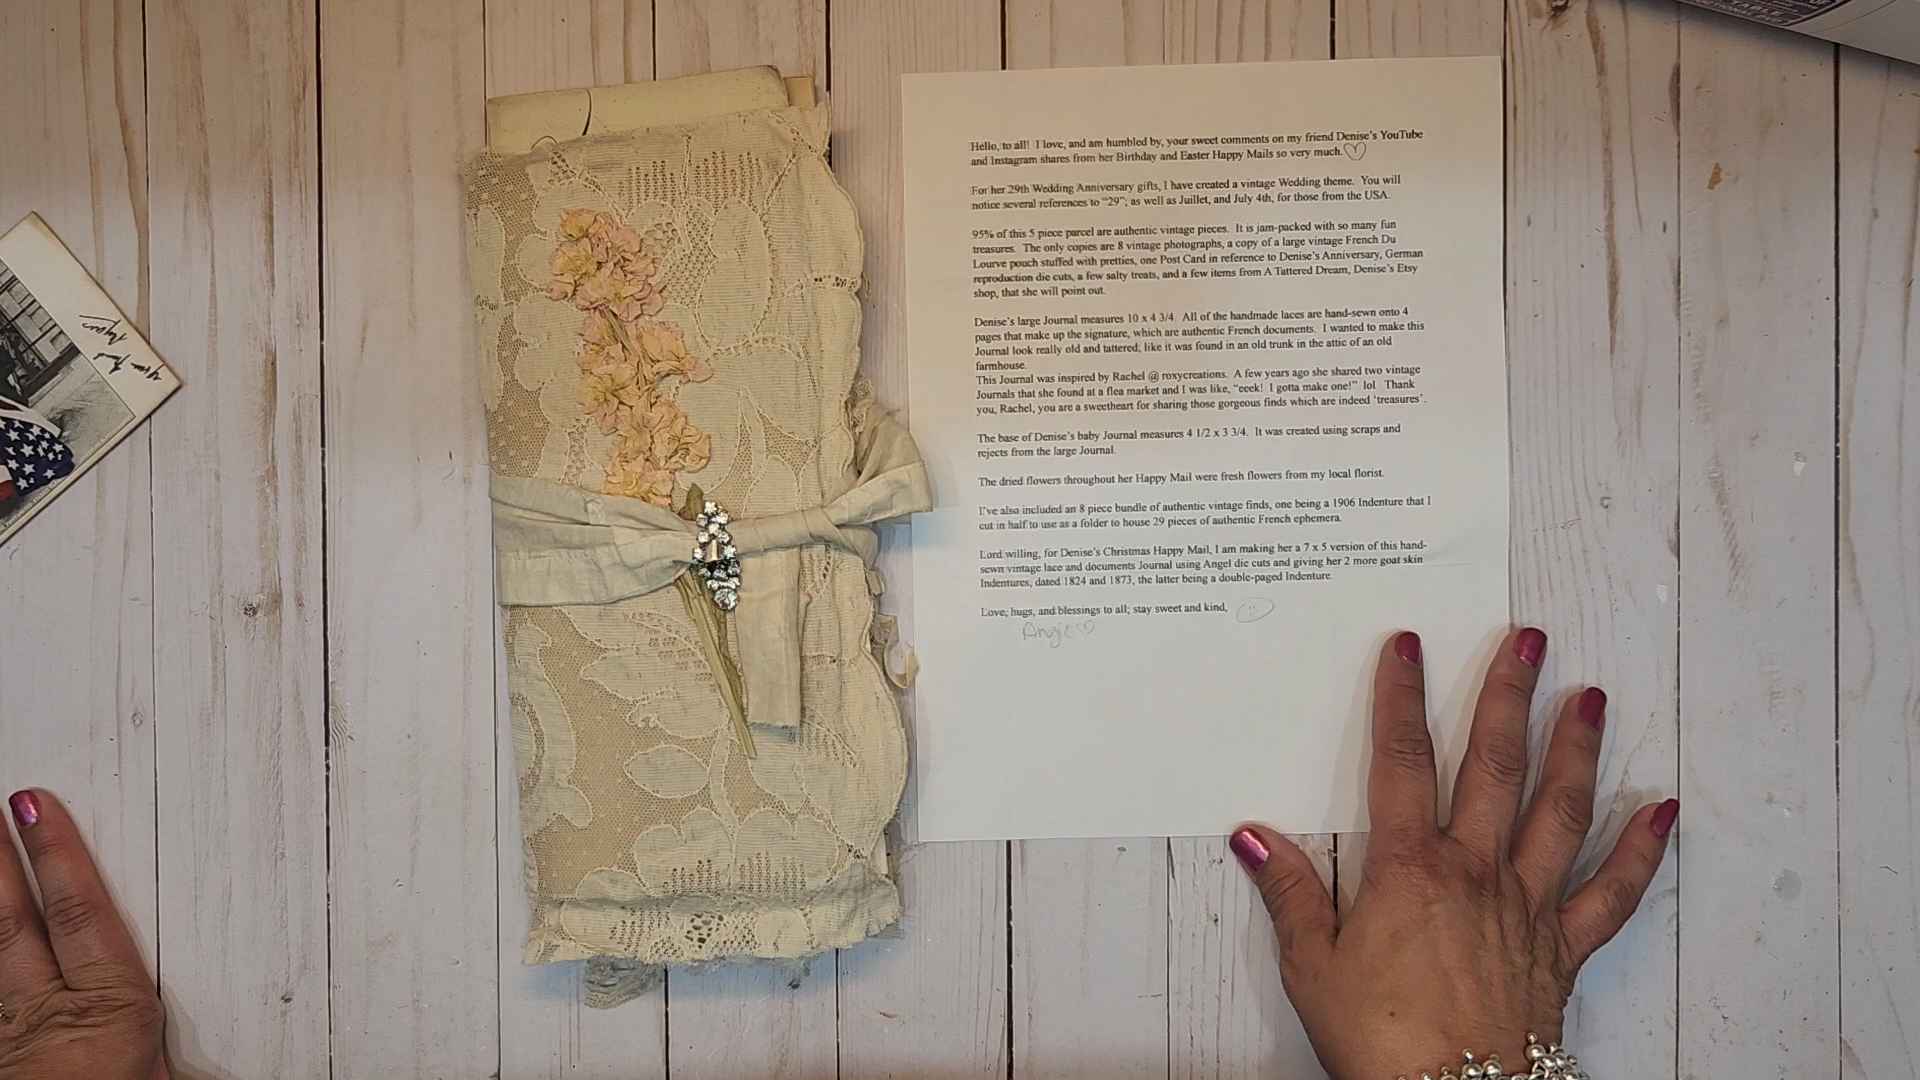 Hello, to all!  I love, and am humbled by, your sweet comments on my friend Denise's YouTube
and Instagram shares from her Birthday and Easter Happy Mails so very much.
For her 29th Wedding Anniversary gifts, I have created a vintage Wedding theme.  You will
notice several references to "29"; as well as Juillet, and July 4th, for those from the USA.
95% of this 5 piece parcel are authentic vintage pieces.  It is jam-packed with so many fun
treasures.  The only copies are 8 vintage photographs, a copy of a large vintage French Du
Lourve pouch stuffed with pretties, one Post Card in reference to Denise's Anniversary, German
reproduction die cuts, a few salty treats, and a few items from A Tattered Dream, Denise's Etsy
shop, that she will point out.
Denise's large Journal measures 10 x 4 3/4.  All of the handmade laces are hand-sewn onto 4
pages that make up the signature, which are authentic French documents.  I wanted to make this
Journal look really old and tattered; like it was found in an old trunk in the attic of an old
farmhouse.
This Journal was inspired by Rachel @ roxycreations.  A few years ago she shared two vintage
Journals that she found at a flea market and I was like, "eeek!  I gotta make one!"  lol  Thank
you, Rachel, you are a sweetheart for sharing those gorgeous finds which are indeed 'treasures'.
The base of Denise's baby Journal measures 4 1/2 x 3 3/4.  It was created using scraps and
rejects from the large Journal.
The dried flowers throughout her Happy Mail were fresh flowers from my local florist.
I've also included an 8 piece bundle of authentic vintage finds, one being a 1906 Indenture that I
cut in half to use as a folder to house 29 pieces of authentic French ephemera.
Lord willing, for Denise's Christmas Happy Mail, I am making her a 7 x 5 version of this hand-
sewn vintage lace and documents Journal using Angel die cuts and giving her 2 more goat skin
Indentures, dated 1824 and 1873, the latter being a double-paged Indenture.
Love, hugs, and blessings to all; stay sweet and kind,
Angie